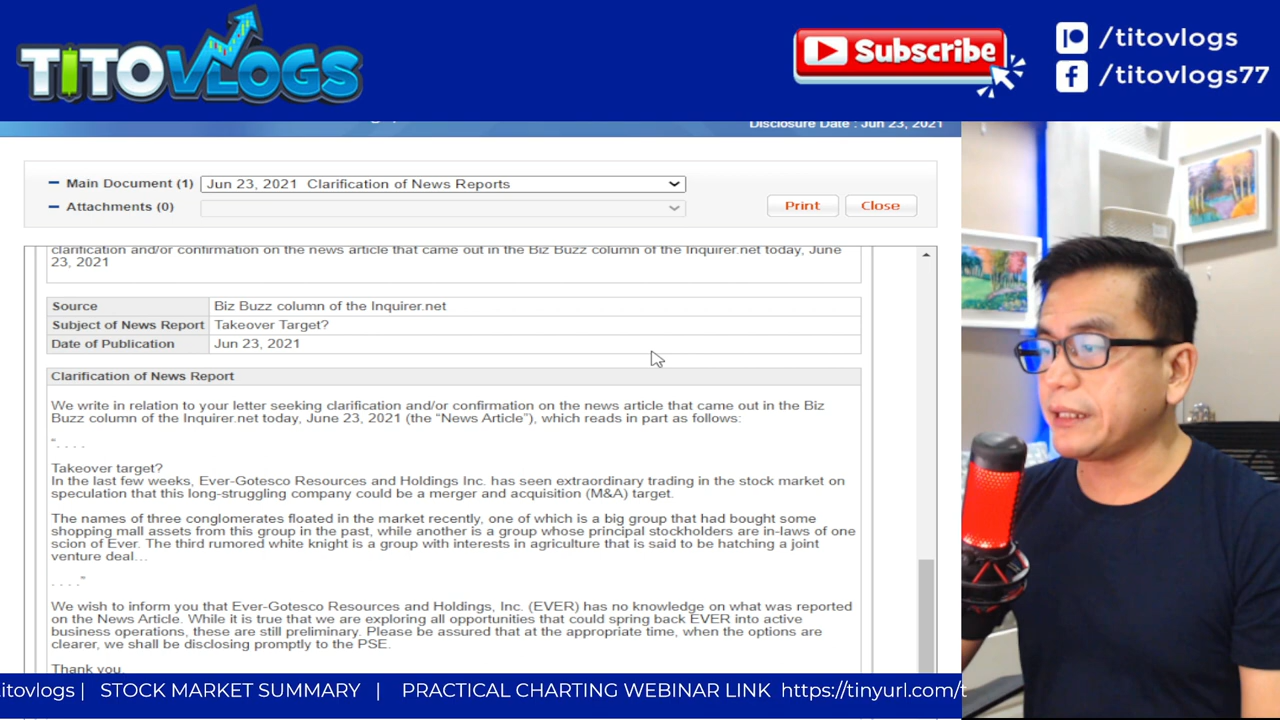 TITOVLOGS
Subscribe
/titovlogs
/titovlogs77
Disclosure Date : Jun 23, 2021
Main Document (1) Jun 23, 2021 Clarification of News Reports
Attachments (0)
Print Close
clarification and/or confirmation on the news article that came out in the Biz Buzz column of the Inquirer.net today, June
23, 2021
Source Biz Buzz column of the Inquirer.net
Subject of News Report Takeover Target?
Date of Publication Jun 23, 2021
Clarification of News Report
We write in relation to your letter seeking clarification and/or confirmation on the news article that came out in the Biz
Buzz column of the Inquirer.net today, June 23, 2021 (the “News Article”), which reads in part as follows:
“. . . .
Takeover target?
In the last few weeks, Ever-Gotesco Resources and Holdings Inc. has seen extraordinary trading in the stock market on
speculation that this long-struggling company could be a merger and acquisition (M&A) target.
The names of three conglomerates floated in the market recently, one of which is a big group that had bought some
shopping mall assets from this group in the past, while another is a group whose principal stockholders are in-laws of one
scion of Ever. The third rumored white knight is a group with interests in agriculture that is said to be hatching a joint
venture deal…
. . . .”
We wish to inform you that Ever-Gotesco Resources and Holdings, Inc. (EVER) has no knowledge on what was reported
on the News Article. While it is true that we are exploring all opportunities that could spring back EVER into active
business operations, these are still preliminary. Please be assured that at the appropriate time, when the options are
clearer, we shall be disclosing promptly to the PSE.
Thank you
itovlogs | STOCK MARKET SUMMARY | PRACTICAL CHARTING WEBINAR LINK https://tinyurl.com/t